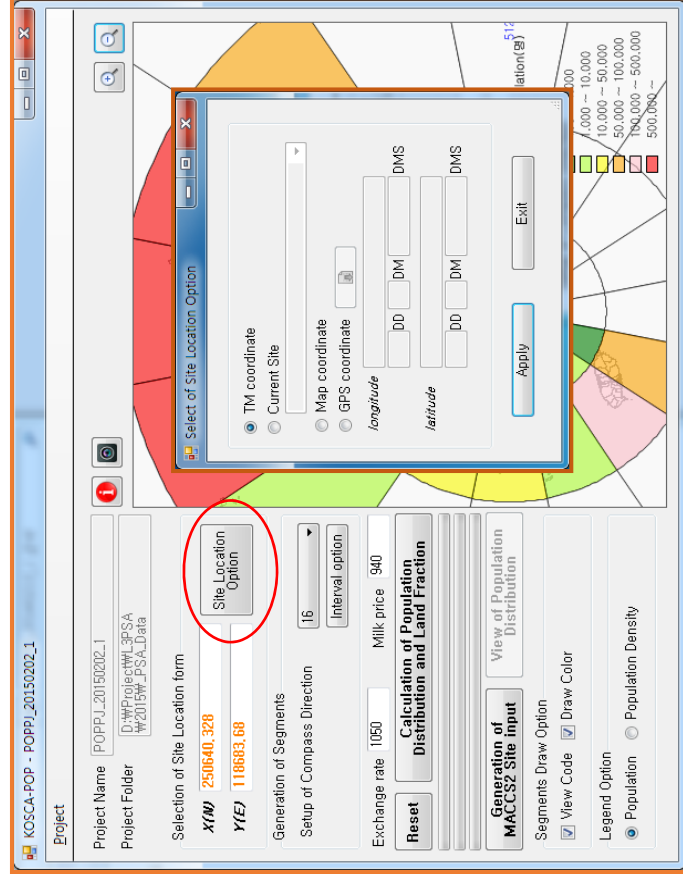 KOSCA-POP - POPPJ_20150202_1
Project
Project Name POPPJ_20150202_1
Project Folder D:₩Project₩L3PSA
₩2015₩_PSA_Data
Selection of Site Location form
X(N) 250640,328
Y(E) 118683,68
Site Location
Option
Generation of Segments
Setup of Compass Direction 16
Interval option
Exchange rate 1050 Milk price 940
Reset
Calculation of Population
Distribution and Land Fraction
Generation of
MACCS2 Site input
View of Population
Distribution
Segments Draw Option
View Code Draw Color
Legend Option
Population Population Density
Select of Site Location Option
TM coordinate
Current Site
Map coordinate
GPS coordinate
longitude
DD DM DMS
latitude
DD DM DMS
Apply Exit
512
lation(명)
000
1,000 ~ 10,000
10,000 ~ 50,000
50,000 ~ 100,000
100,000 ~ 500,000
500,000 ~